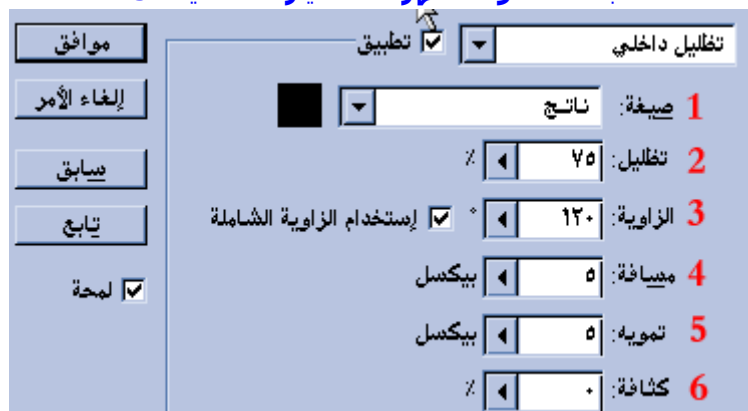 تظليل داخلي تطبيق موافق
1 صيغة: ناتج إلغاء الأمر
2 تظليل: ٧٥ ٪ سابق
3 الزاوية: ١٢٠ ° إستخدام الزاوية الشاملة تابع
4 مسافة: ٥ بيكسل لمحة
5 تمويه: ٥ بيكسل
6 كثافة: ٠ ٪